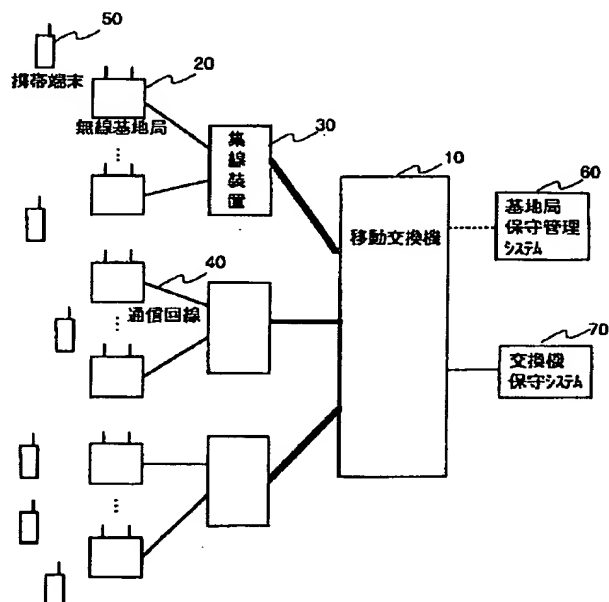 50
携帯端末
20
無線基地局
30
集
線
装
置
10
移動交換機
60
基地局
保守管理
システム
40
通信回線
70
交換機
保守システム